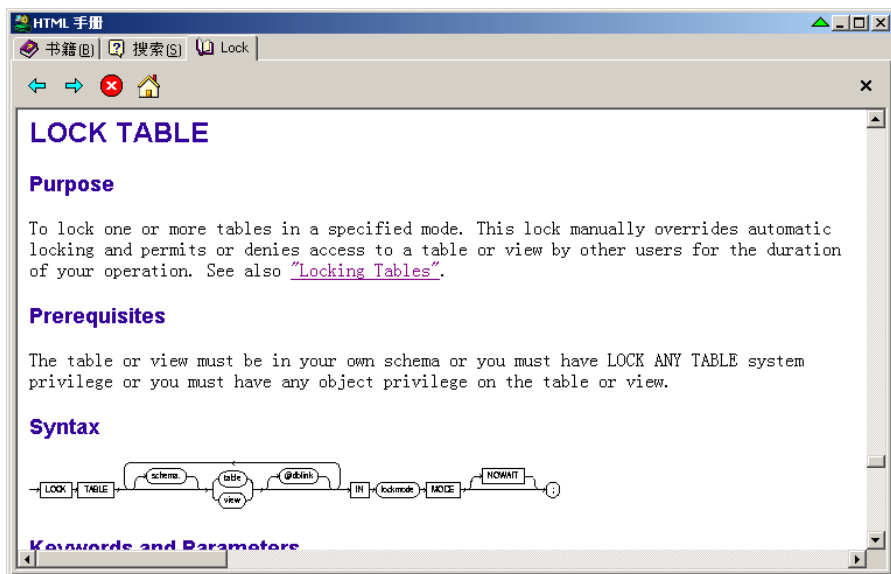 HTML 手册
书籍(B) 搜索(S) Lock
LOCK TABLE
Purpose
To lock one or more tables in a specified mode. This lock manually overrides automatic
locking and permits or denies access to a table or view by other users for the duration
of your operation. See also "Locking Tables".
Prerequisites
The table or view must be in your own schema or you must have LOCK ANY TABLE system
privilege or you must have any object privilege on the table or view.
Syntax
schema. table @dblink NOWAIT
LOCK TABLE IN lockmode MODE ;
view
Keywords and Parameters